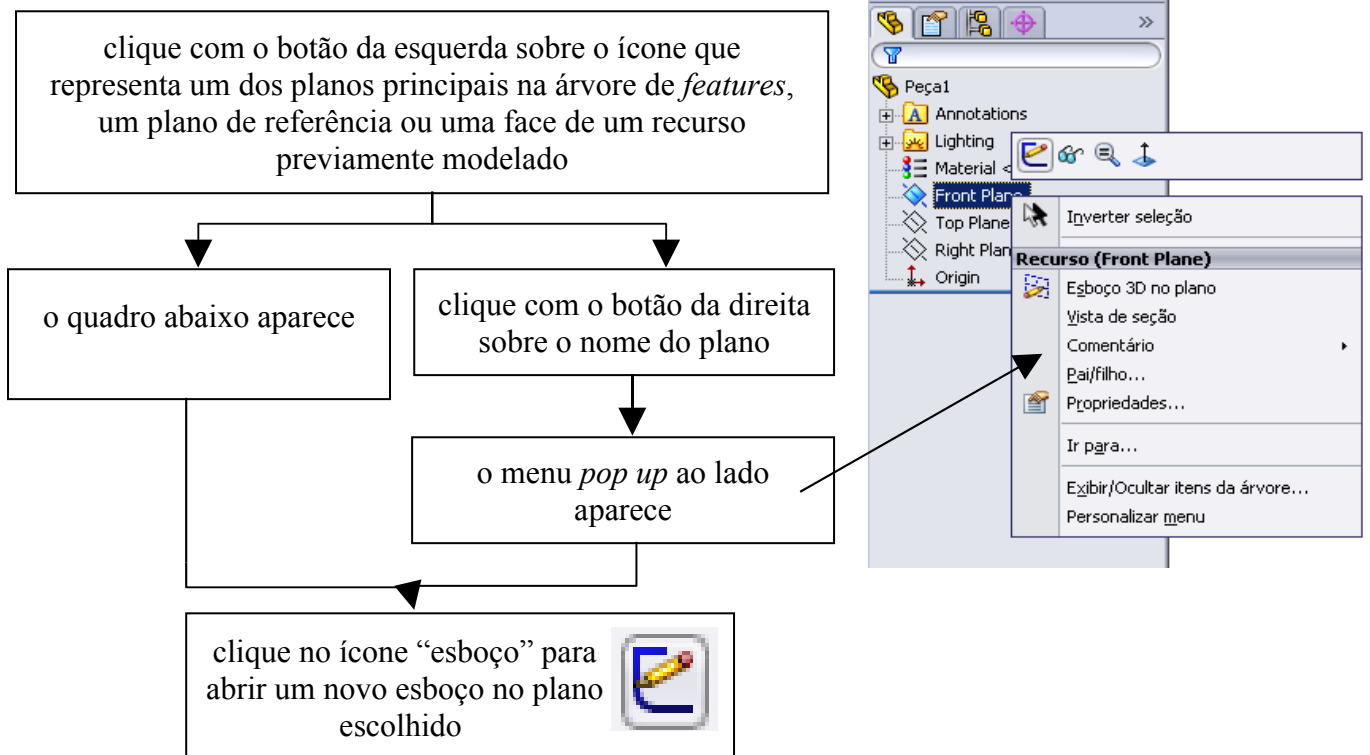 clique com o botão da esquerda sobre o ícone que
representa um dos planos principais na árvore de features,
um plano de referência ou uma face de um recurso
previamente modelado
o quadro abaixo aparece
clique com o botão da direita
sobre o nome do plano
o menu pop up ao lado
aparece
clique no ícone “esboço” para
abrir um novo esboço no plano
escolhido
»
Peça1
A Annotations
Lighting
Material <
Front Plane
Top Plane
Right Plan
Origin
Inverter seleção
Recurso (Front Plane)
Esboço 3D no plano
Vista de seção
Comentário
Pai/filho...
Propriedades...
Ir para...
Exibir/Ocultar itens da árvore...
Personalizar menu